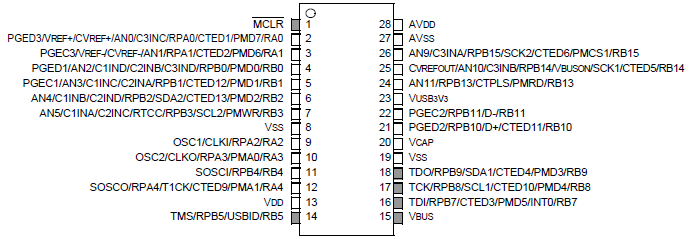 MCLR 1 28 AVDD
PGED3/VREF+/CVREF+/AN0/C3INC/RPA0/CTED1/PMD7/RA0 2 27 AVSS
PGEC3/VREF-/CVREF-/AN1/RPA1/CTED2/PMD6/RA1 3 26 AN9/C3INA/RPB15/SCK2/CTED6/PMCS1/RB15
PGED1/AN2/C1IND/C2INB/C3IND/RPB0/PMD0/RB0 4 25 CVREFOUT/AN10/C3INB/RPB14/VBUSON/SCK1/CTED5/RB14
PGEC1/AN3/C1INC/C2INA/RPB1/CTED12/PMD1/RB1 5 24 AN11/RPB13/CTPLS/PMRD/RB13
AN4/C1INB/C2IND/RPB2/SDA2/CTED13/PMD2/RB2 6 23 VUSB3V3
AN5/C1INA/C2INC/RTCC/RPB3/SCL2/PMWR/RB3 7 22 PGEC2/RPB11/D-/RB11
VSS 8 21 PGED2/RPB10/D+/CTED11/RB10
OSC1/CLKI/RPA2/RA2 9 20 VCAP
OSC2/CLKO/RPA3/PMA0/RA3 10 19 VSS
SOSCI/RPB4/RB4 11 18 TDO/RPB9/SDA1/CTED4/PMD3/RB9
SOSCO/RPA4/T1CK/CTED9/PMA1/RA4 12 17 TCK/RPB8/SCL1/CTED10/PMD4/RB8
VDD 13 16 TDI/RPB7/CTED3/PMD5/INT0/RB7
TMS/RPB5/USBID/RB5 14 15 VBUS